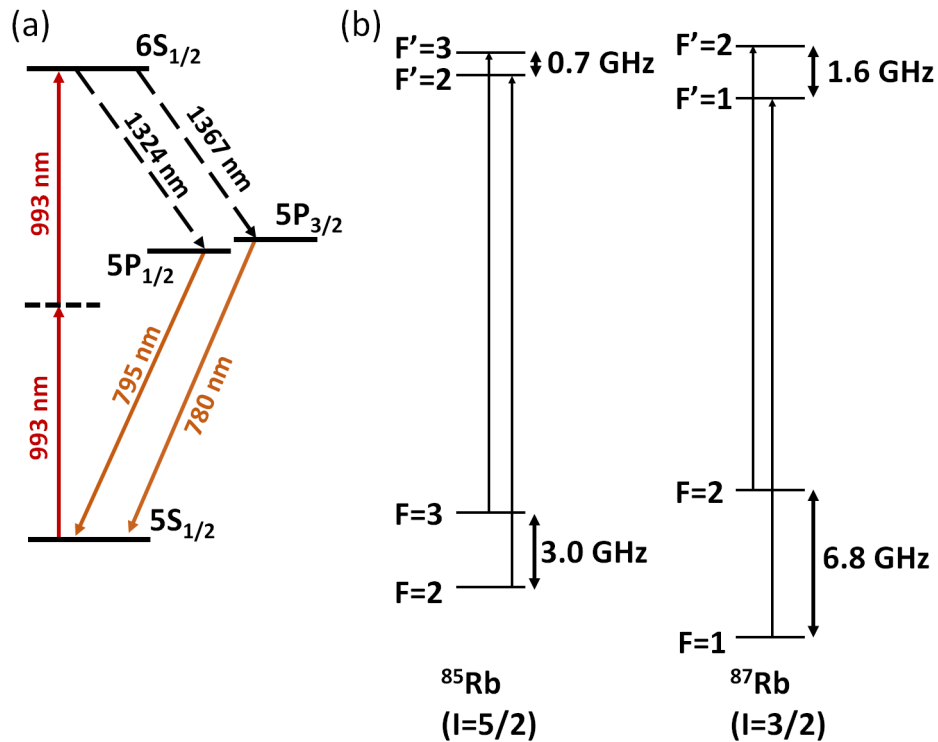 (a)
6S1/2
993 nm
1324 nm
1367 nm
5P3/2
5P1/2
993 nm
795 nm
780 nm
5S1/2
(b)
F'=3
0.7 GHz
F'=2
F=3
3.0 GHz
F=2
85Rb
(I=5/2)
F'=2
1.6 GHz
F'=1
F=2
6.8 GHz
F=1
87Rb
(I=3/2)